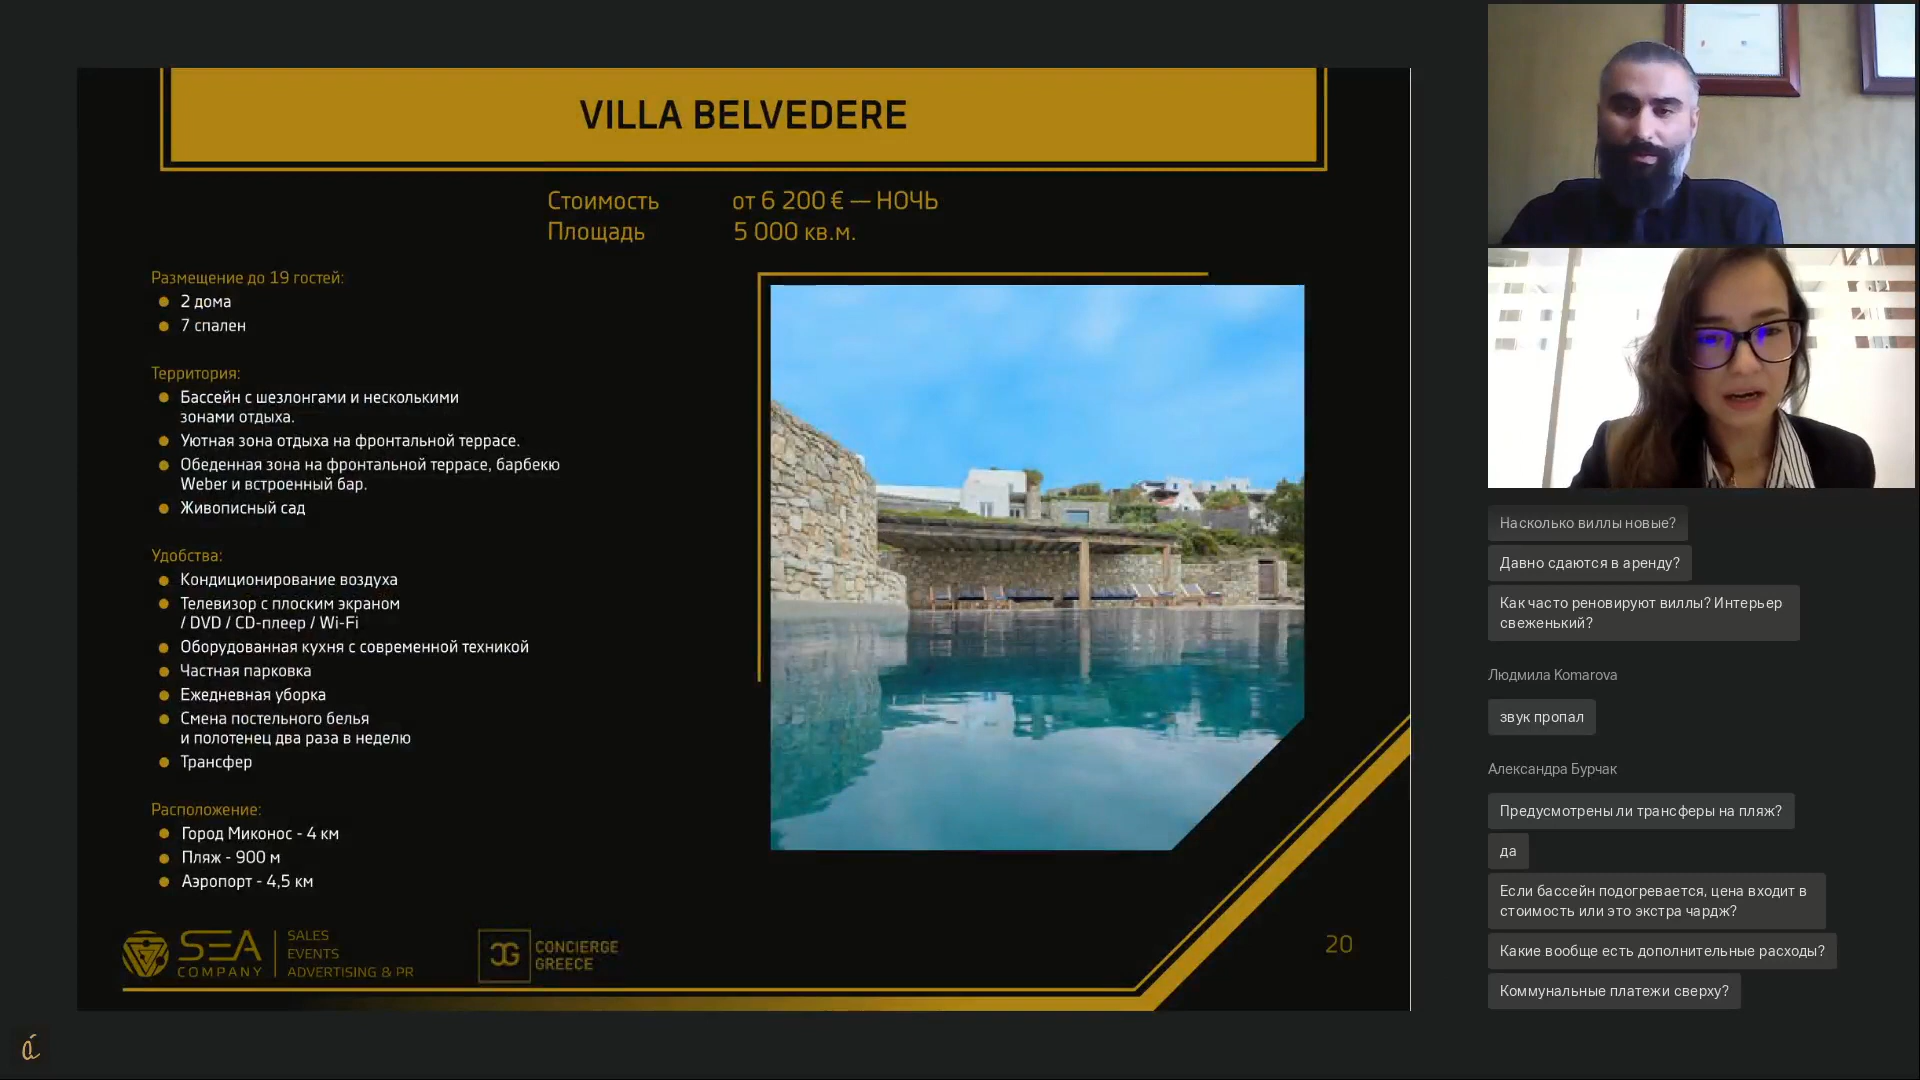 VILLA BELVEDERE
Стоимость от 6 200 € — НОЧЬ
Площадь 5 000 кв.м.
Размещение до 19 гостей:
2 дома
7 спален
Территория:
Бассейн с шезлонгами и несколькими
зонами отдыха.
Уютная зона отдыха на фронтальной террасе.
Обеденная зона на фронтальной террасе, барбекю
Weber и встроенный бар.
Живописный сад
Удобства:
Кондиционирование воздуха
Телевизор с плоским экраном
/ DVD / CD-плеер / Wi-Fi
Оборудованная кухня с современной техникой
Частная парковка
Ежедневная уборка
Смена постельного белья
и полотенец два раза в неделю
Трансфер
Расположение:
Город Миконос - 4 км
Пляж - 900 м
Аэропорт - 4,5 км
SEA
COMPANY
SALES
EVENTS
ADVERTISING & PR
CG
CONCIERGE
GREECE
20
á
Насколько виллы новые?
Давно сдаются в аренду?
Как часто реновируют виллы? Интерьер
свеженький?
Людмила Komarova
звук пропал
Александра Бурчак
Предусмотрены ли трансферы на пляж?
да
Если бассейн подогревается, цена входит в
стоимость или это экстра чардж?
Какие вообще есть дополнительные расходы?
Коммунальные платежи сверху?